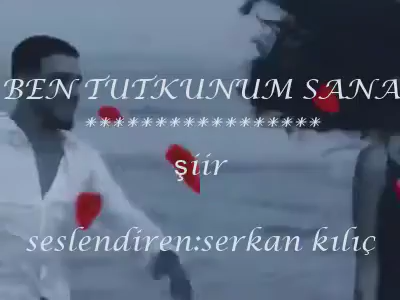 BEN TUTKUNUM SANA
******************
şiir
seslendiren:serkan kılıç